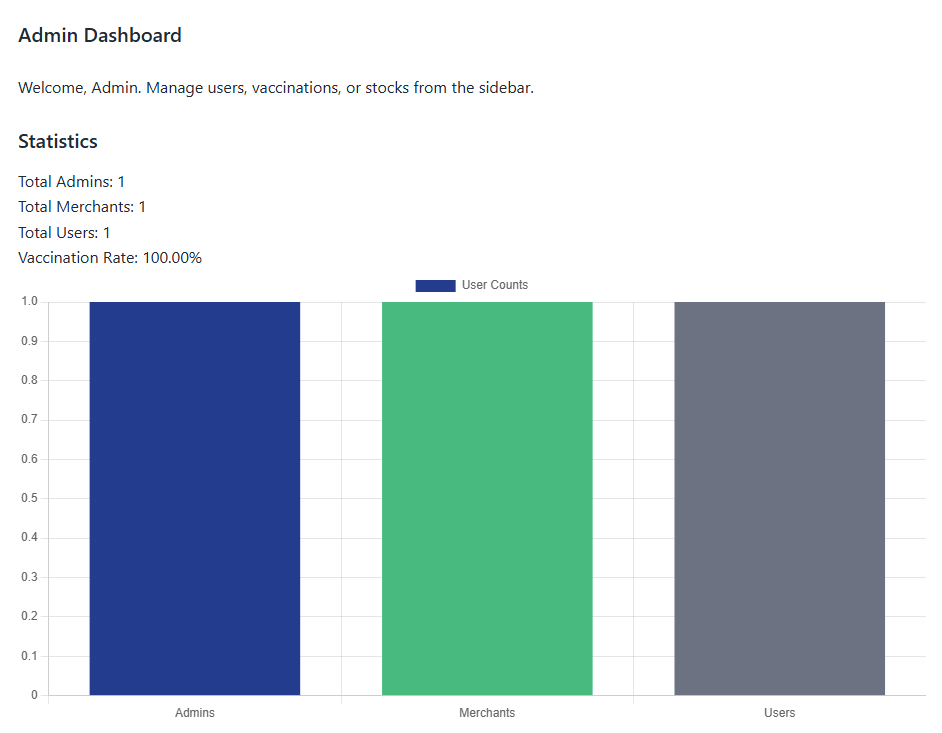 Admin Dashboard
Welcome, Admin. Manage users, vaccinations, or stocks from the sidebar.
Statistics
Total Admins: 1
Total Merchants: 1
Total Users: 1
Vaccination Rate: 100.00%
User Counts
1.0
0.9
0.8
0.7
0.6
0.5
0.4
0.3
0.2
0.1
0
Admins Merchants Users